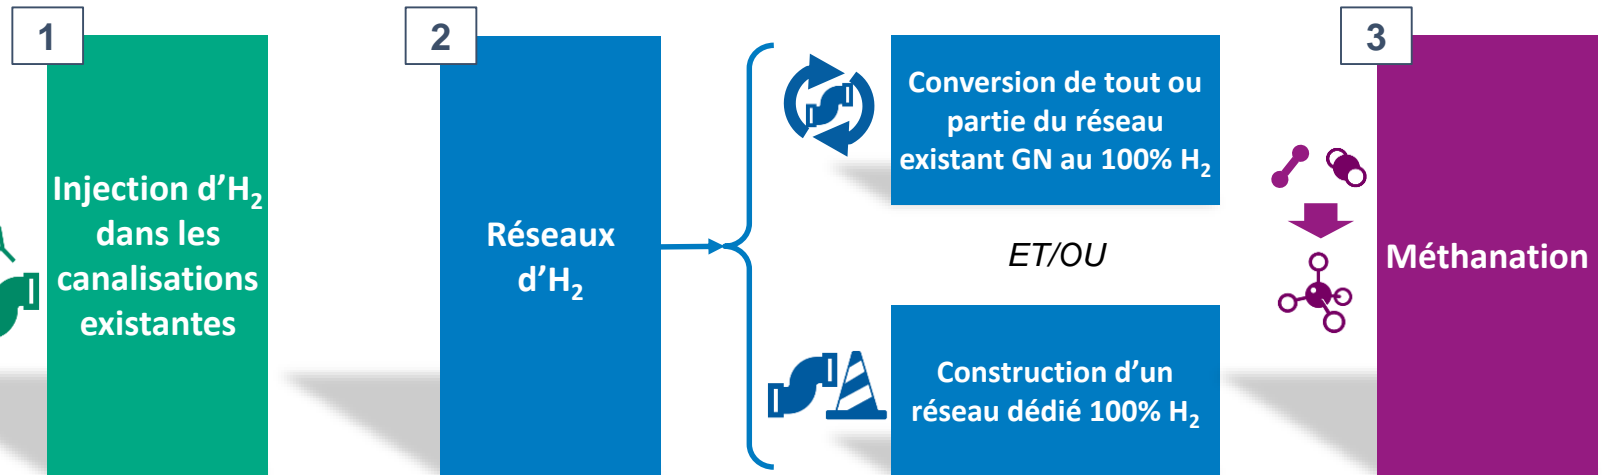 1
Injection d’H₂
dans les
canalisations
existantes
2
Réseaux
d’H₂
Conversion de tout ou
partie du réseau
existant GN au 100% H₂
ET/OU
Construction d’un
réseau dédié 100% H₂
3
Méthanation